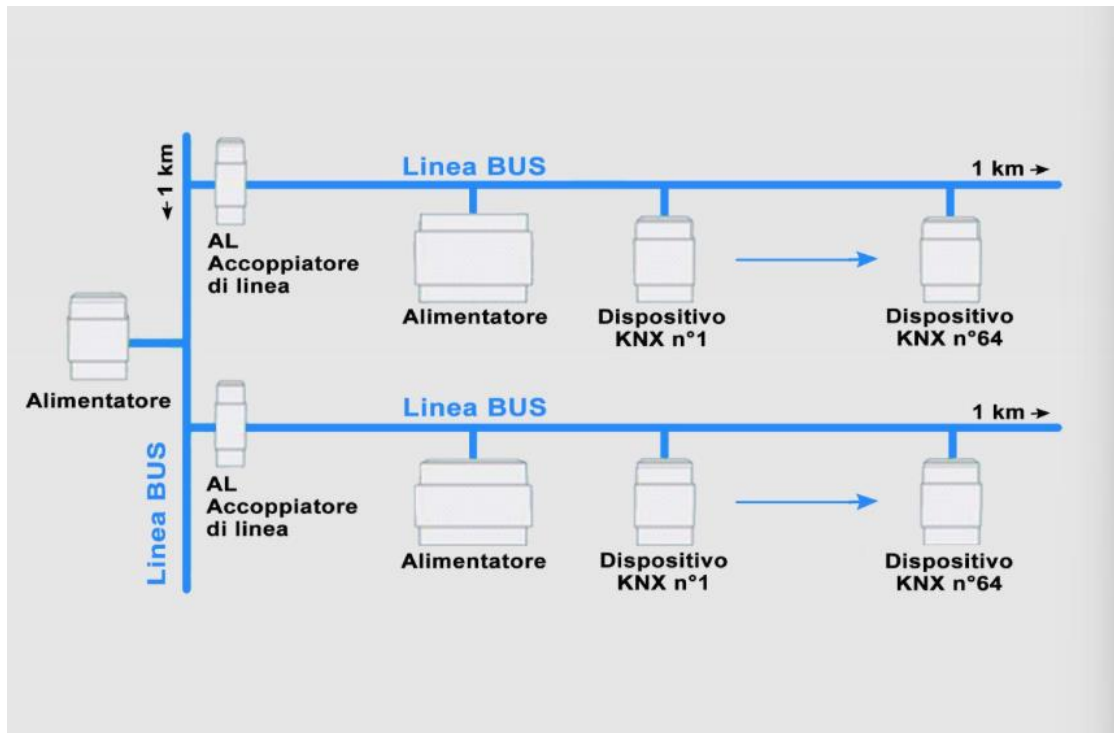 1 km
Linea BUS
1 km
AL
Accoppiatore
di linea
Alimentatore
Dispositivo
KNX n°1
Dispositivo
KNX n°64
Alimentatore
Linea BUS
1 km
Linea BUS
AL
Accoppiatore
di linea
Alimentatore
Dispositivo
KNX n°1
Dispositivo
KNX n°64